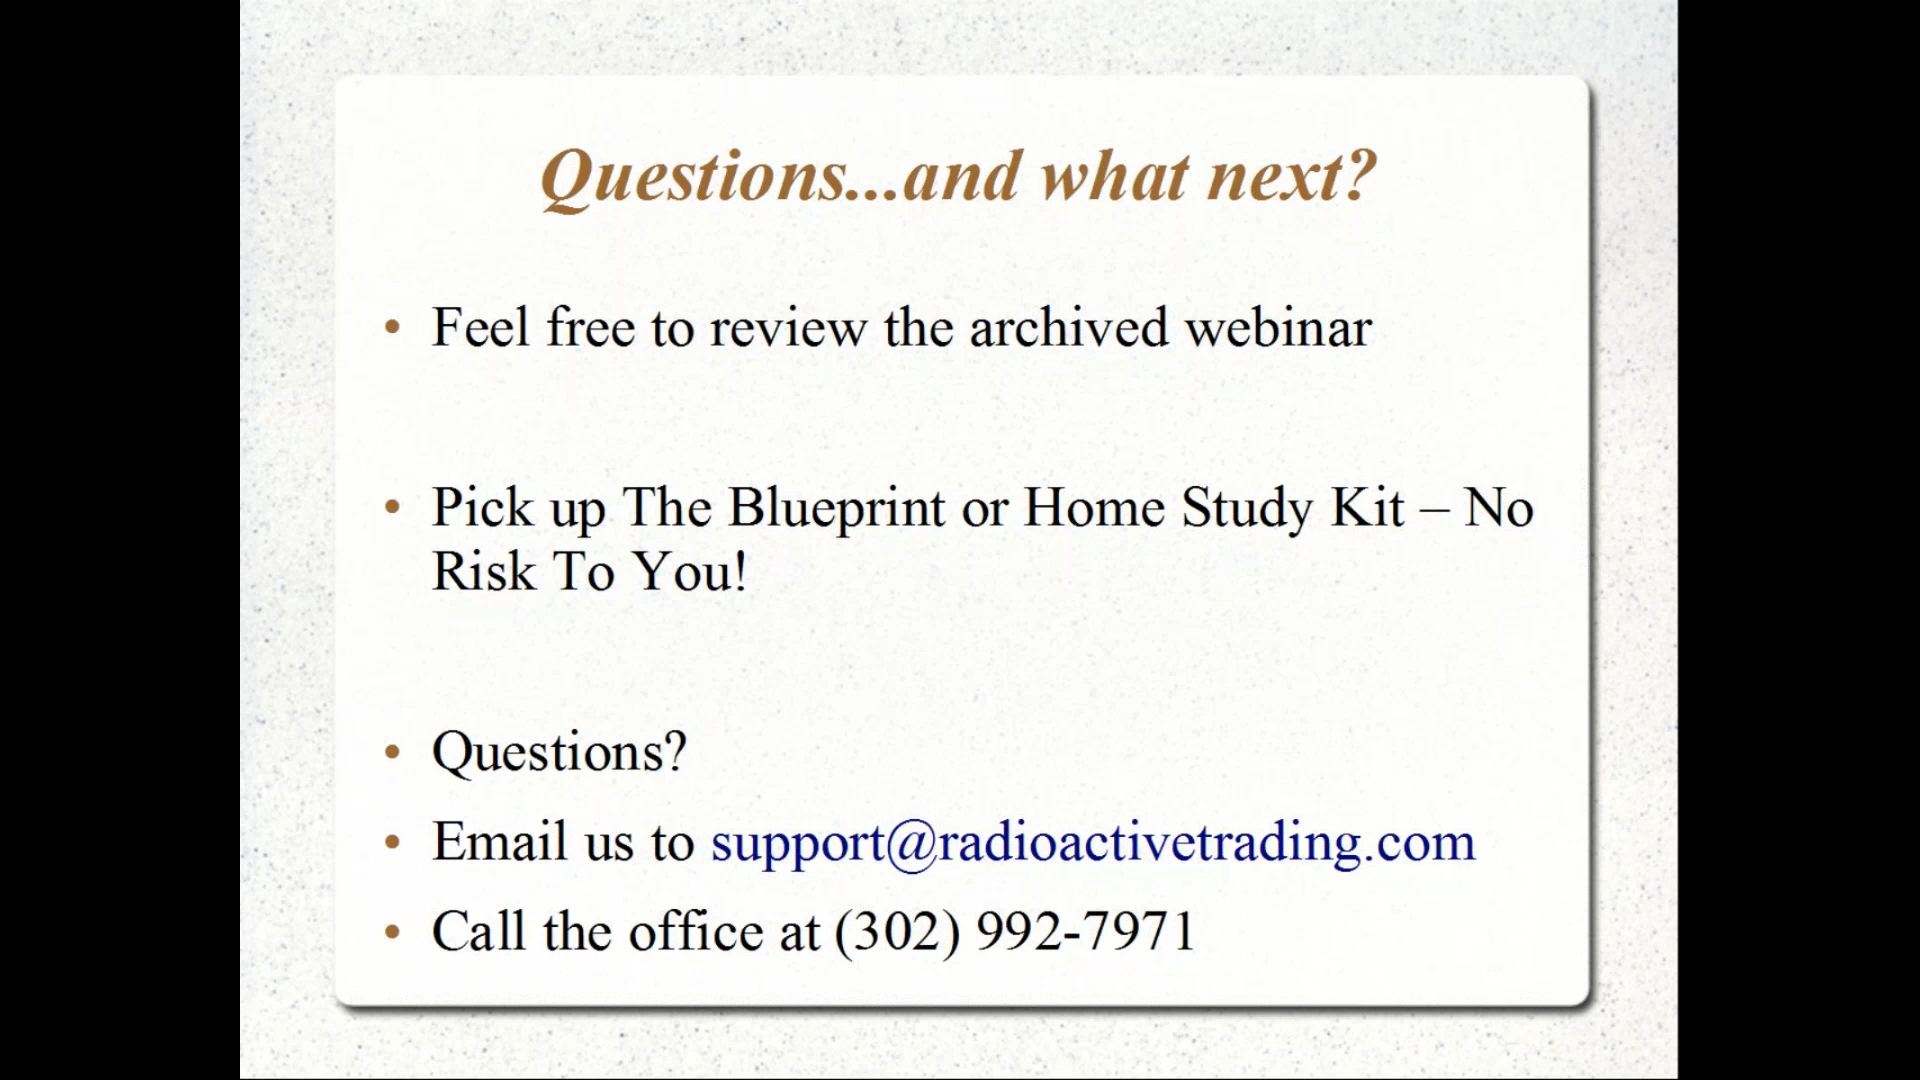 Questions...and what next?
• Feel free to review the archived webinar
• Pick up The Blueprint or Home Study Kit – No
Risk To You!
• Questions?
• Email us to support@radioactivetrading.com
• Call the office at (302) 992-7971